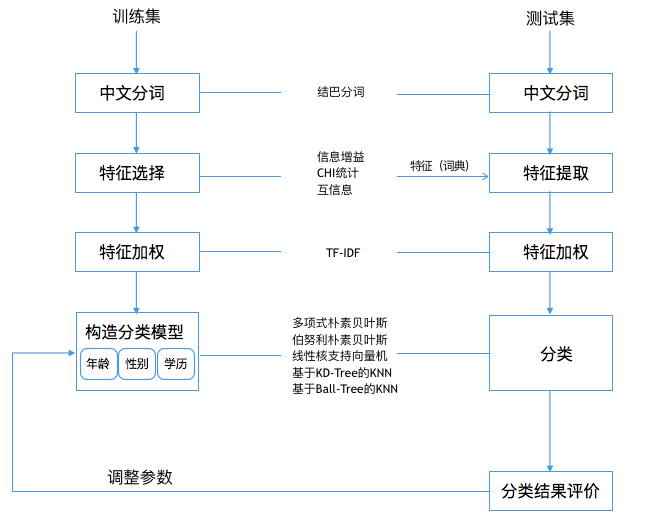 训练集
测试集
中文分词
结巴分词
中文分词
特征选择
信息增益
CHI统计
互信息
特征（词典）
特征提取
特征加权
TF-IDF
特征加权
构造分类模型
年龄
性别
学历
多项式朴素贝叶斯
伯努利朴素贝叶斯
线性核支持向量机
基于KD-Tree的KNN
基于Ball-Tree的KNN
分类
调整参数
分类结果评价